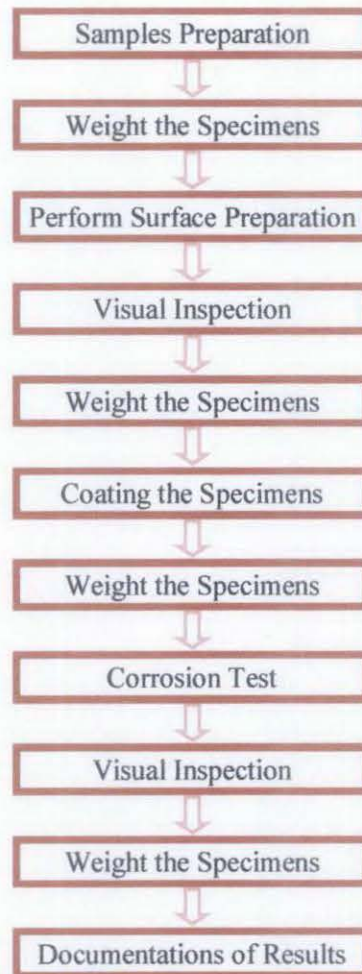 Samples Preparation
Weight the Specimens
Perform Surface Preparation
Visual Inspection
Weight the Specimens
Coating the Specimens
Weight the Specimens
Corrosion Test
Visual Inspection
Weight the Specimens
Documentations of Results